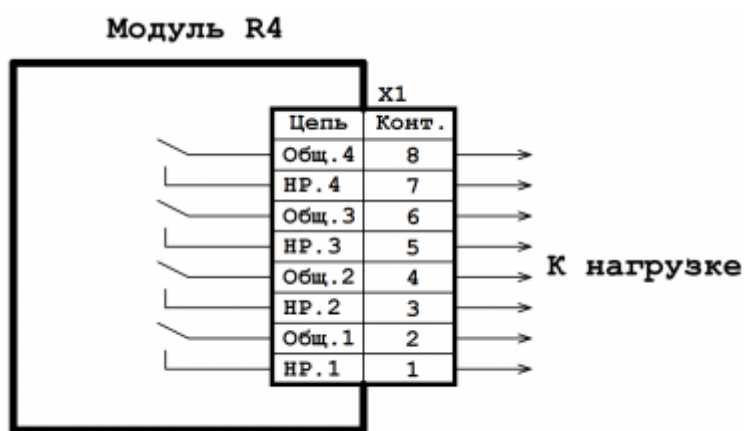 Модуль R4
X1
Цепь Конт.
Общ.4 8
НР.4 7
Общ.3 6
НР.3 5
К нагрузке
Общ.2 4
НР.2 3
Общ.1 2
НР.1 1